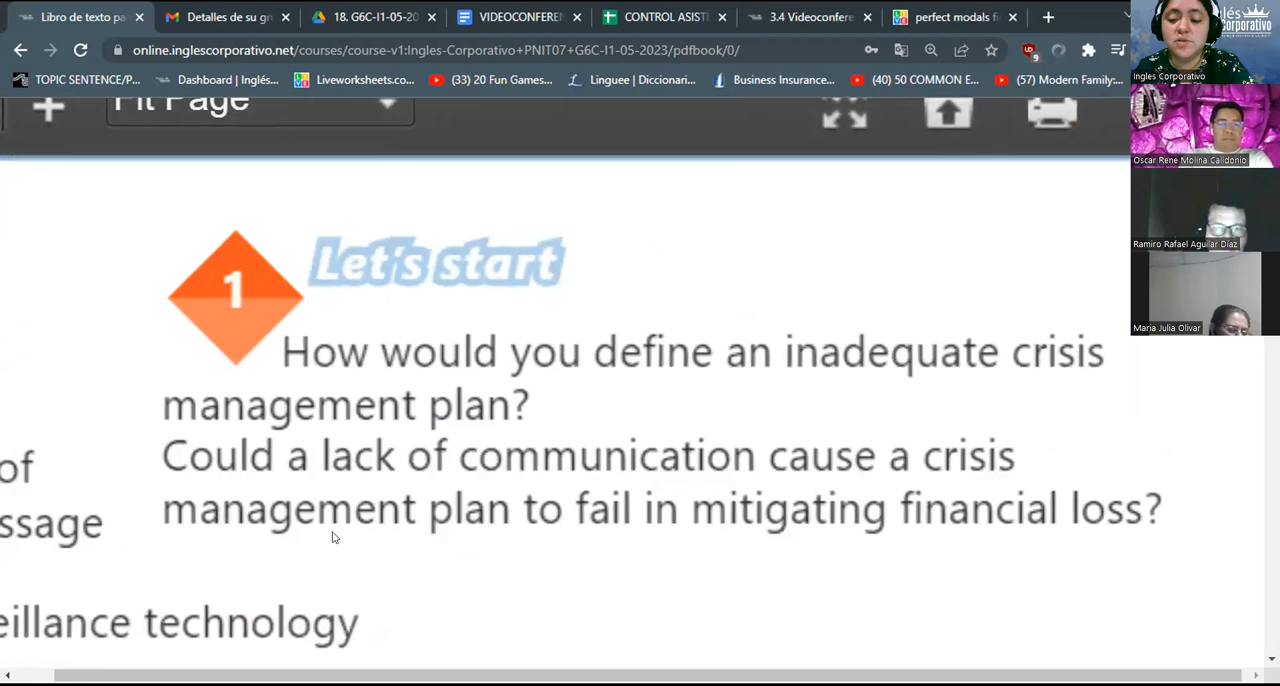 Libro de texto pa
Detalles de su gr
18. G6C-I1-05-20
VIDEOCONFEREN
CONTROL ASIST
3.4 Videoconfere
perfect modals fi
online.inglescorporativo.net/courses/course-v1:Ingles-Corporativo+PNIT07+G6C-I1-05-2023/pdfbook/0/
9
TOPIC SENTENCE/P...
Dashboard | Inglés...
Liveworksheets.co...
(33) 20 Fun Games...
Linguee | Diccionari...
Business Insurance...
(40) 50 COMMON E...
(57) Modern Family:...
Fit Page
glés
Corporativo
Ingles Corporativo
Oscar Rene Molina Calidonio
Ramiro Rafael Aguilar Díaz
Maria Julia Olivar
1
Let's start
How would you define an inadequate crisis
management plan?
Could a lack of communication cause a crisis
management plan to fail in mitigating financial loss?
of
ssage
eillance technology